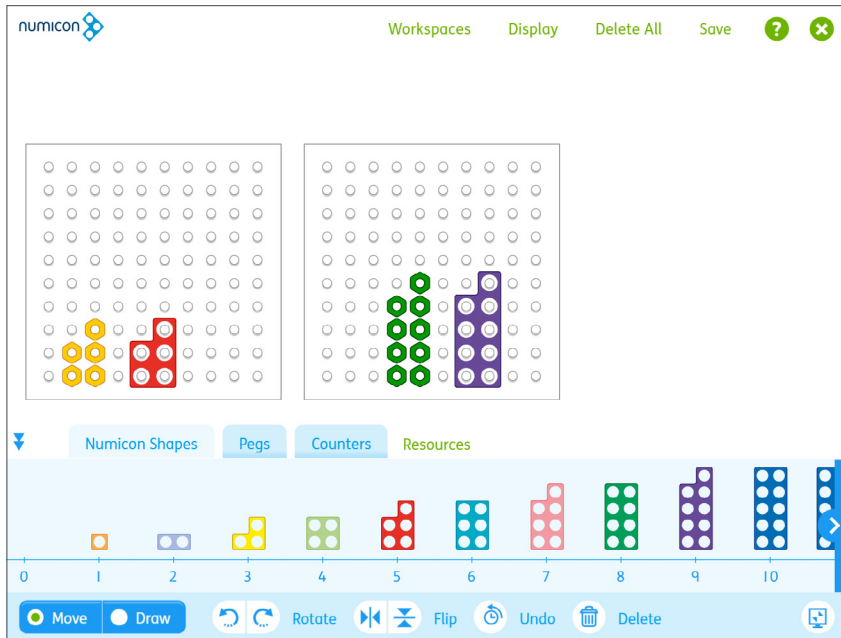 numicon
Workspaces Display Delete All Save ?
Numicon Shapes Pegs Counters Resources
0 1 2 3 4 5 6 7 8 9 10
Move Draw Rotate Flip Undo Delete